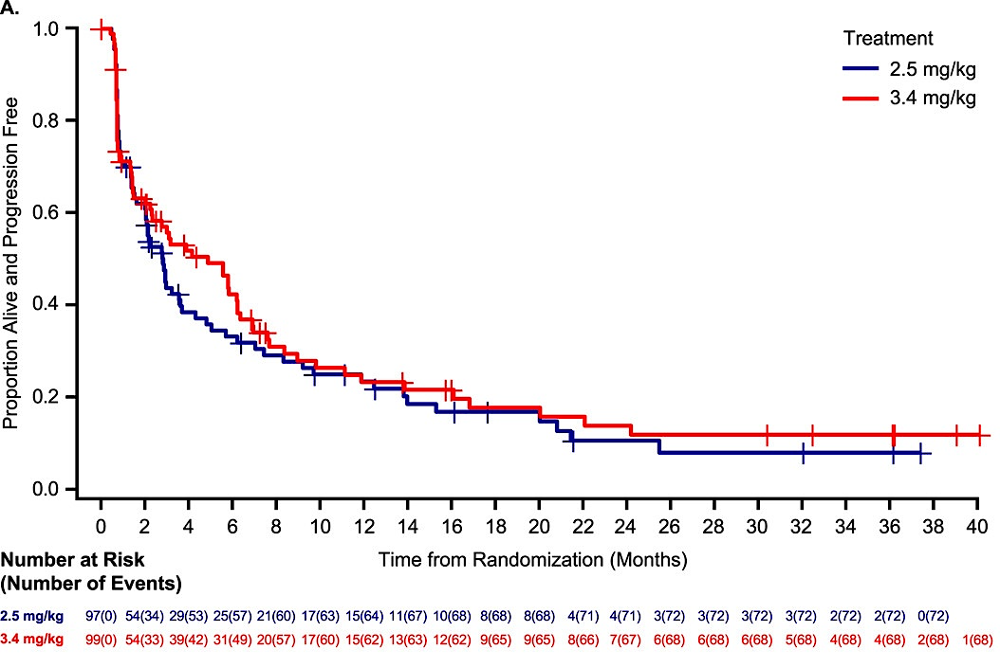 A.
Treatment
2.5 mg/kg
3.4 mg/kg
Proportion Alive and Progression Free
1.0
0.8
0.6
0.4
0.2
0.0
0 2 4 6 8 10 12 14 16 18 20 22 24 26 28 30 32 34 36 38 40
Time from Randomization (Months)
Number at Risk
(Number of Events)
2.5 mg/kg 97(0) 54(34) 29(53) 25(57) 21(60) 17(63) 15(64) 11(67) 10(68) 8(68) 8(68) 4(71) 4(71) 3(72) 3(72) 3(72) 3(72) 2(72) 2(72) 0(72)
3.4 mg/kg 99(0) 54(33) 39(42) 31(49) 20(57) 17(60) 15(62) 13(63) 12(62) 9(65) 9(65) 8(66) 7(67) 6(68) 6(68) 6(68) 5(68) 4(68) 4(68) 2(68) 1(68)